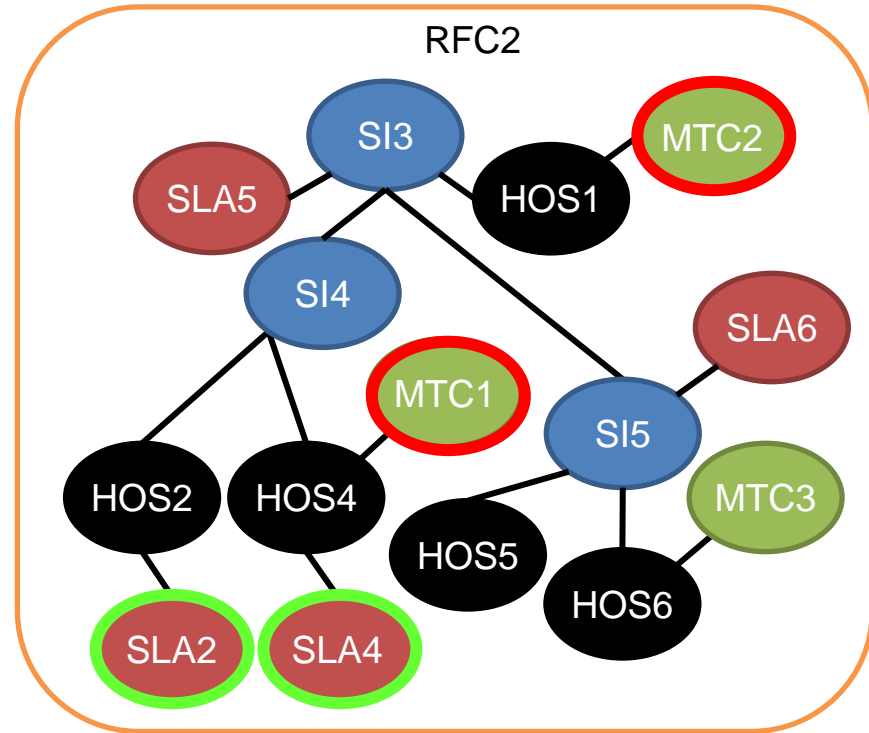 RFC2
SI3
MTC2
SLA5
HOS1
SI4
SLA6
MTC1
SI5
HOS2
HOS4
MTC3
HOS5
HOS6
SLA2
SLA4